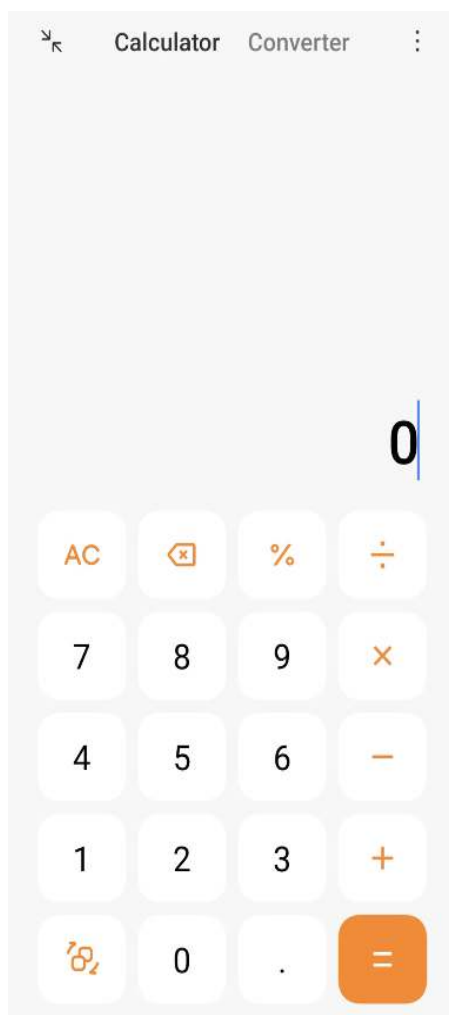 Calculator Converter
0
AC % ÷
7 8 9 ×
4 5 6 −
1 2 3 +
0 . =